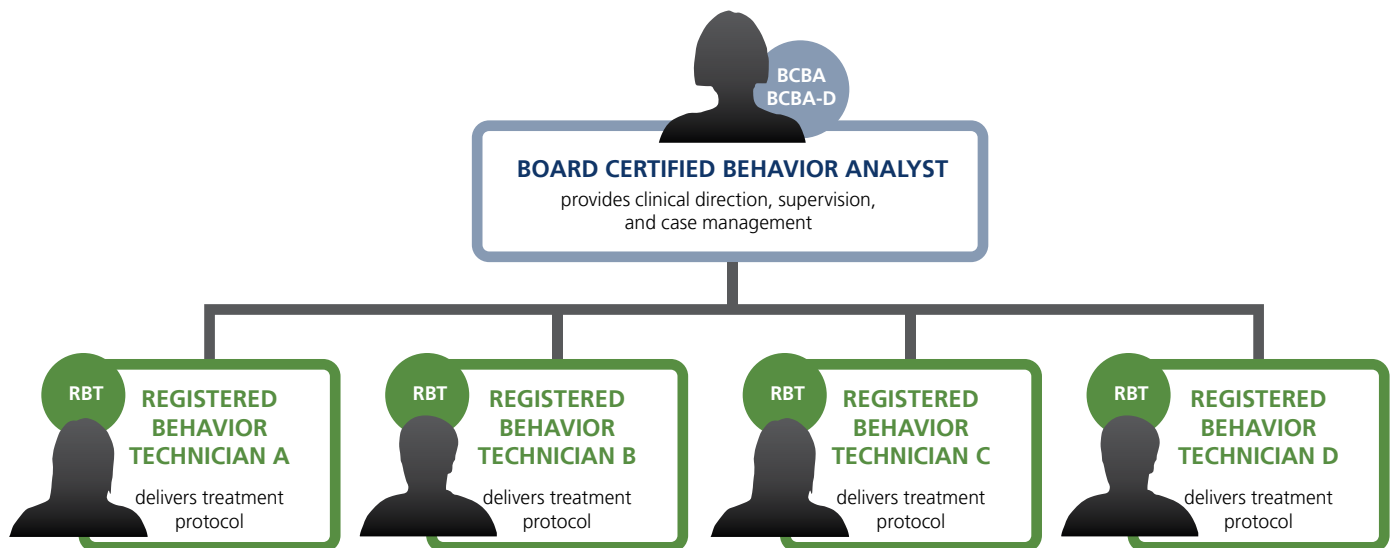 BCBA
BCBA-D
BOARD CERTIFIED BEHAVIOR ANALYST
provides clinical direction, supervision,
and case management
RBT
REGISTERED
BEHAVIOR
TECHNICIAN A
delivers treatment
protocol
RBT
REGISTERED
BEHAVIOR
TECHNICIAN B
delivers treatment
protocol
RBT
REGISTERED
BEHAVIOR
TECHNICIAN C
delivers treatment
protocol
RBT
REGISTERED
BEHAVIOR
TECHNICIAN D
delivers treatment
protocol